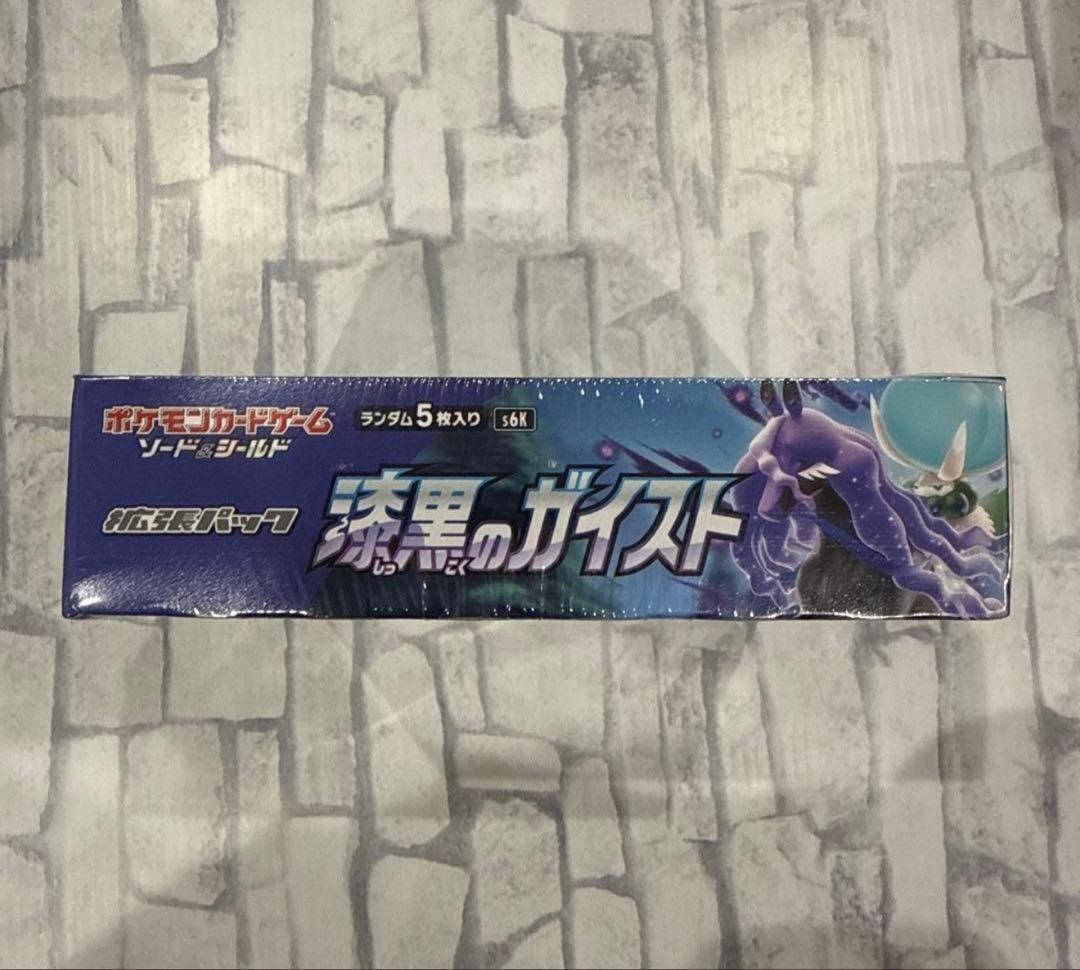 ポケモンカードゲーム
ソード&シールド
ランダム5枚入り s6K
拡張パック
漆黒のガイスト
しっ こく